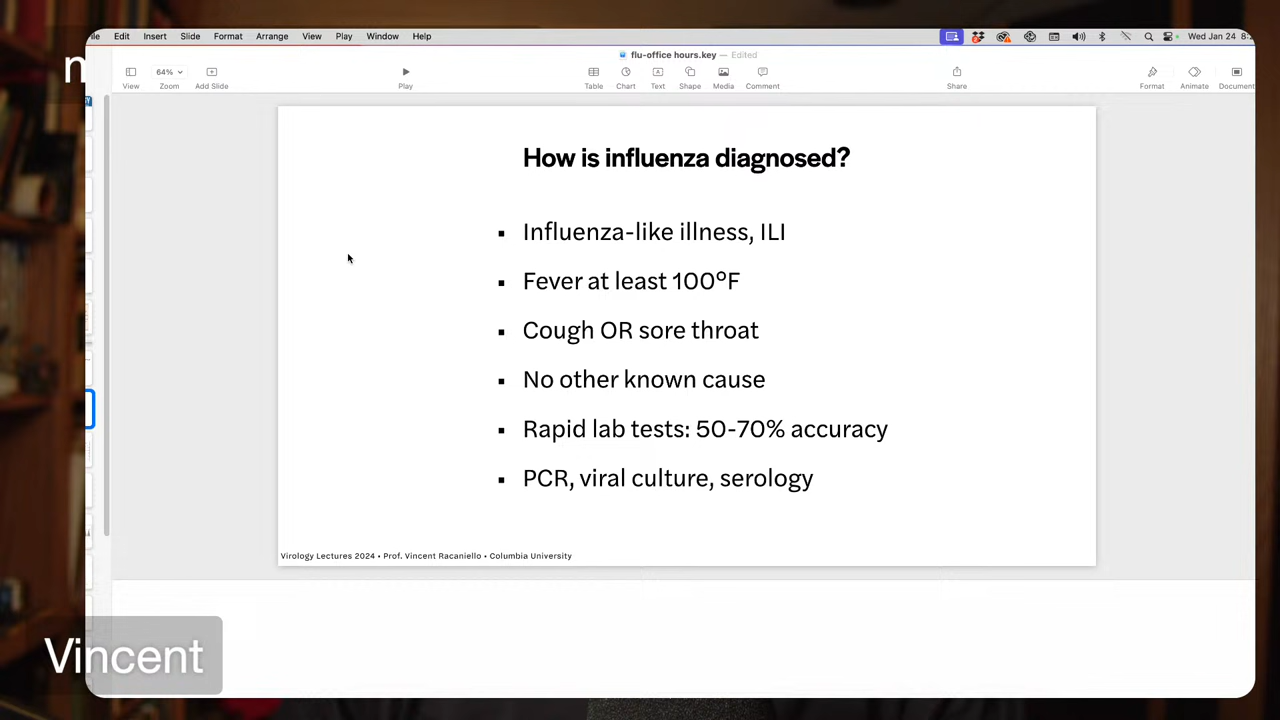 File Edit Insert Slide Format Arrange View Play Window Help
Wed Jan 24
flu-office hours.key — Edited
64%
View Zoom Add Slide Play Table Chart Text Shape Media Comment Share Format Animate Document
How is influenza diagnosed?
▪ Influenza-like illness, ILI
▪ Fever at least 100°F
▪ Cough OR sore throat
▪ No other known cause
▪ Rapid lab tests: 50-70% accuracy
▪ PCR, viral culture, serology
Virology Lectures 2024 • Prof. Vincent Racaniello • Columbia University
Vincent